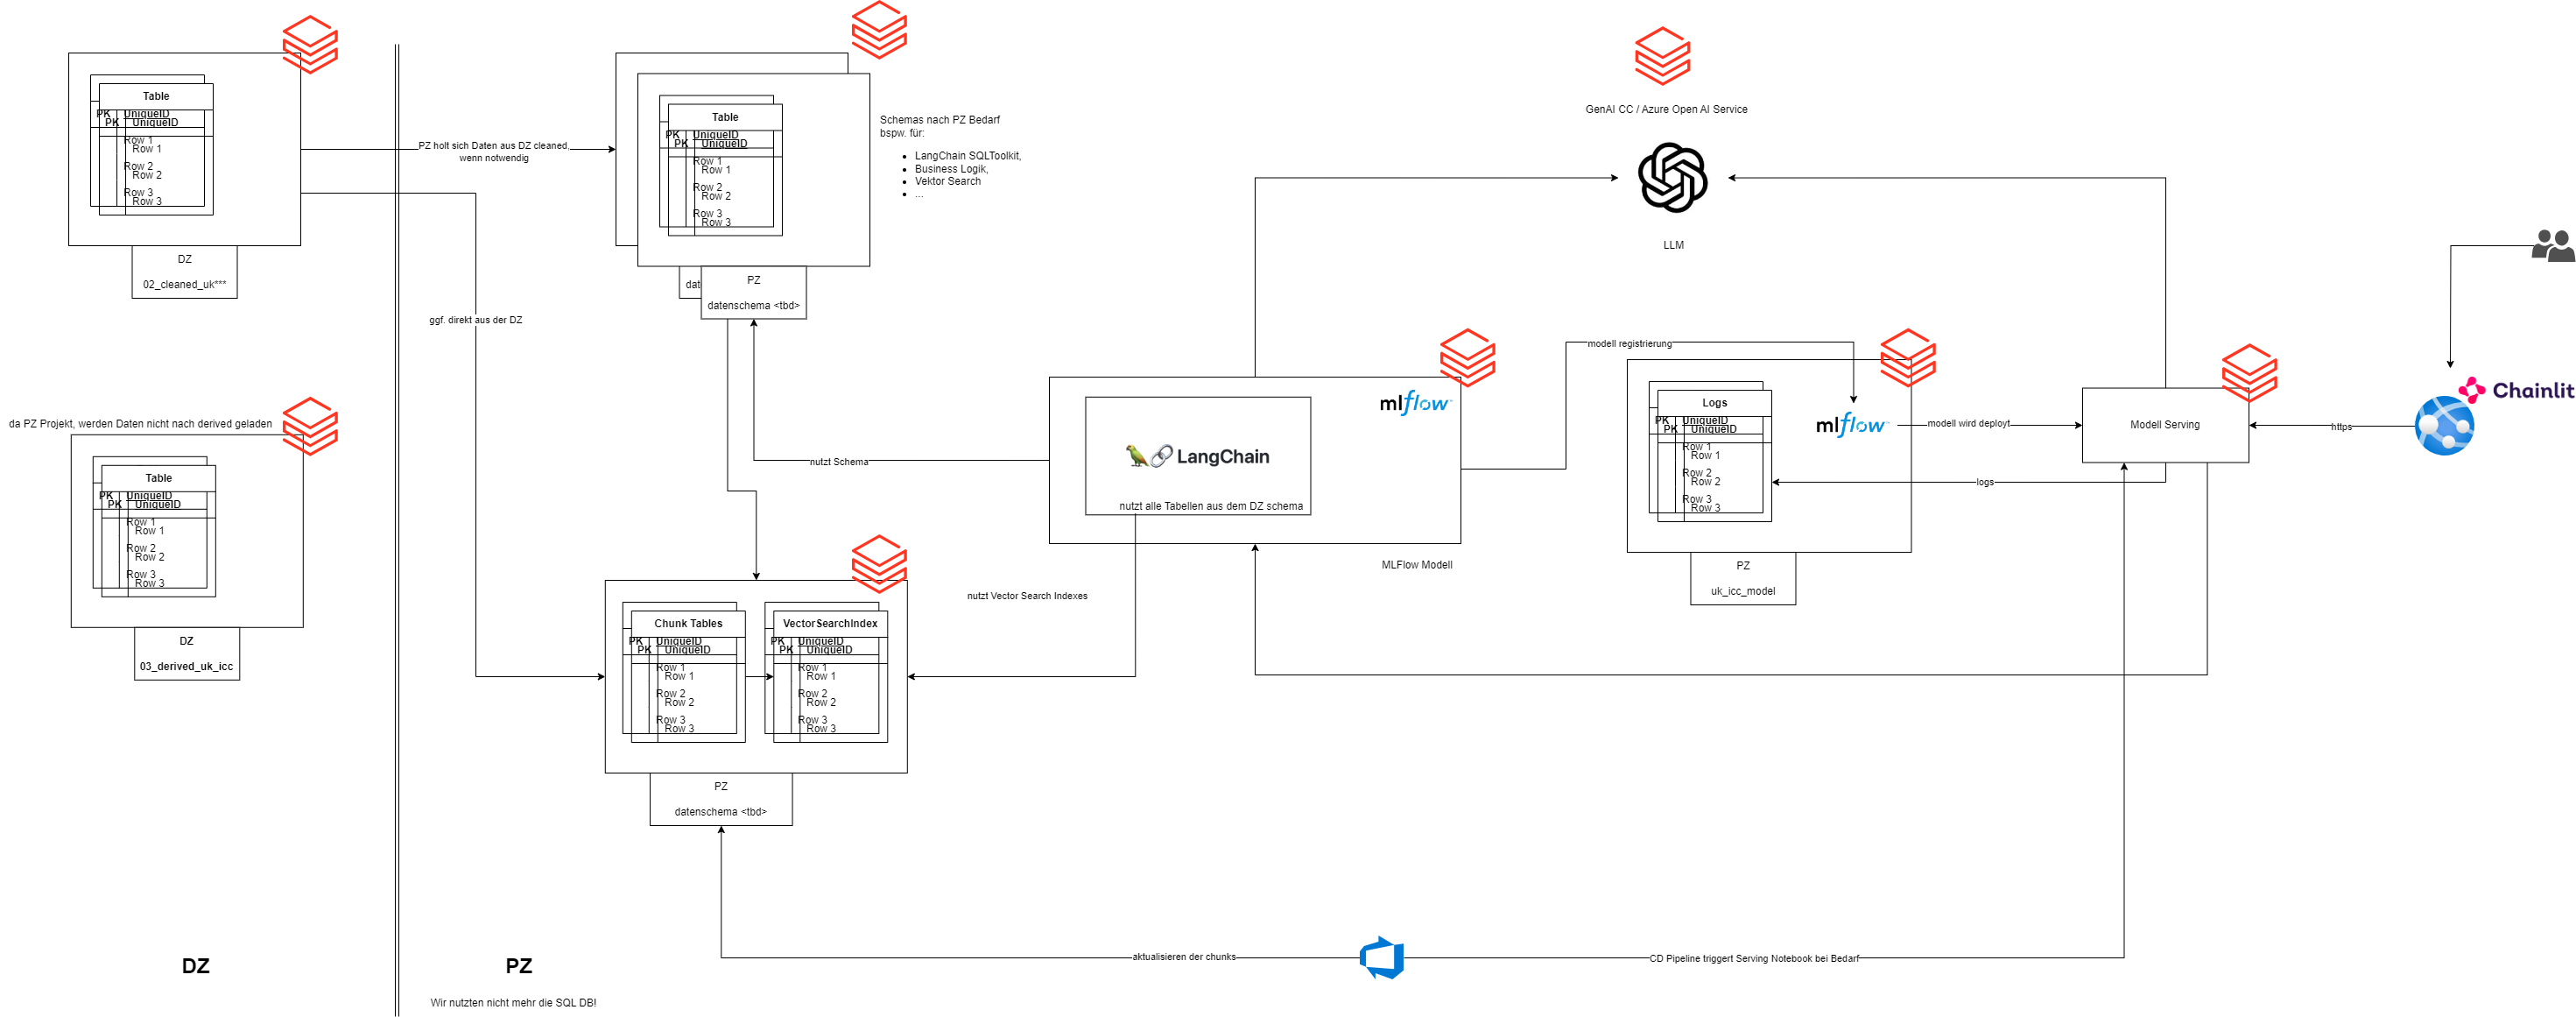 Table
PK UniqueID
PK UniqueID
Row 1
Row 1
Row 2
Row 2
Row 3
Row 3
DZ
02_cleaned_uk***
da PZ Projekt, werden Daten nicht nach derived geladen
Table
PK UniqueID
PK UniqueID
Row 1
Row 1
Row 2
Row 2
Row 3
Row 3
DZ
03_derived_uk_icc
DZ
PZ holt sich Daten aus DZ cleaned,
wenn notwendig
ggf. direkt aus der DZ
Table
PK UniqueID
PK UniqueID
Row 1
Row 1
Row 2
Row 2
Row 3
Row 3
dat
PZ
datenschema <tbd>
Schemas nach PZ Bedarf
bspw. für:
• LangChain SQLToolkit,
• Business Logik,
• Vektor Search
• ...
nutzt Schema
Chunk Tables
PK UniqueID
PK UniqueID
Row 1
Row 1
Row 2
Row 2
Row 3
Row 3
VectorSearchIndex
PK UniqueID
PK UniqueID
Row 1
Row 1
Row 2
Row 2
Row 3
Row 3
PZ
datenschema <tbd>
nutzt Vector Search Indexes
mlflow
LangChain
nutzt alle Tabellen aus dem DZ schema
MLFlow Modell
GenAI CC / Azure Open AI Service
LLM
modell registrierung
Logs
PK UniqueID
PK UniqueID
Row 1
Row 1
Row 2
Row 2
Row 3
Row 3
mlflow
PZ
uk_icc_model
modell wird deployt
logs
Modell Serving
https
Chainlit
aktualisieren der chunks
CD Pipeline triggert Serving Notebook bei Bedarf
PZ
Wir nutzten nicht mehr die SQL DB!